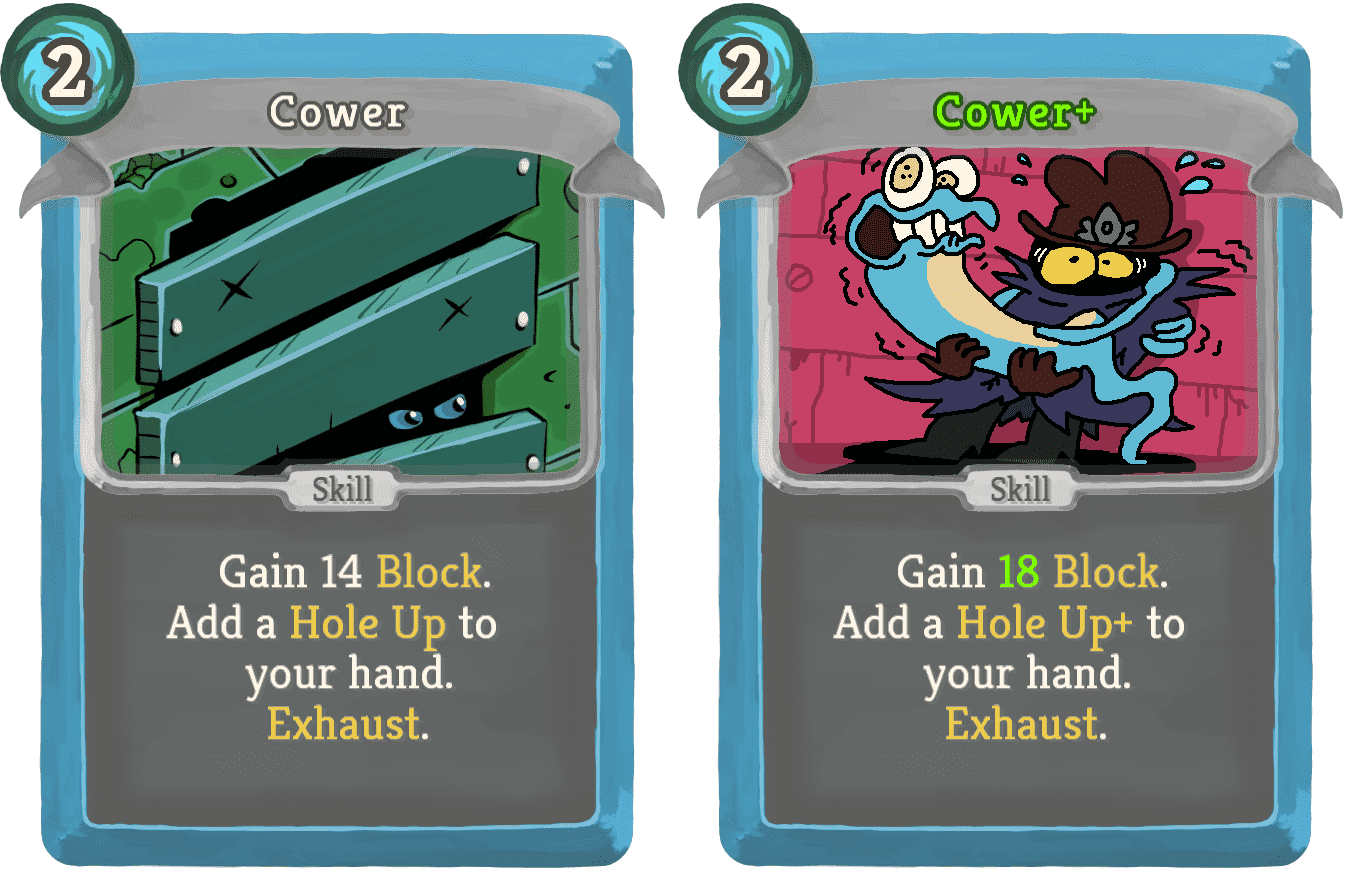 2
Cower
Skill
Gain 14 Block.
Add a Hole Up to
your hand.
Exhaust.
2
Cower+
Skill
Gain 18 Block.
Add a Hole Up+ to
your hand.
Exhaust.